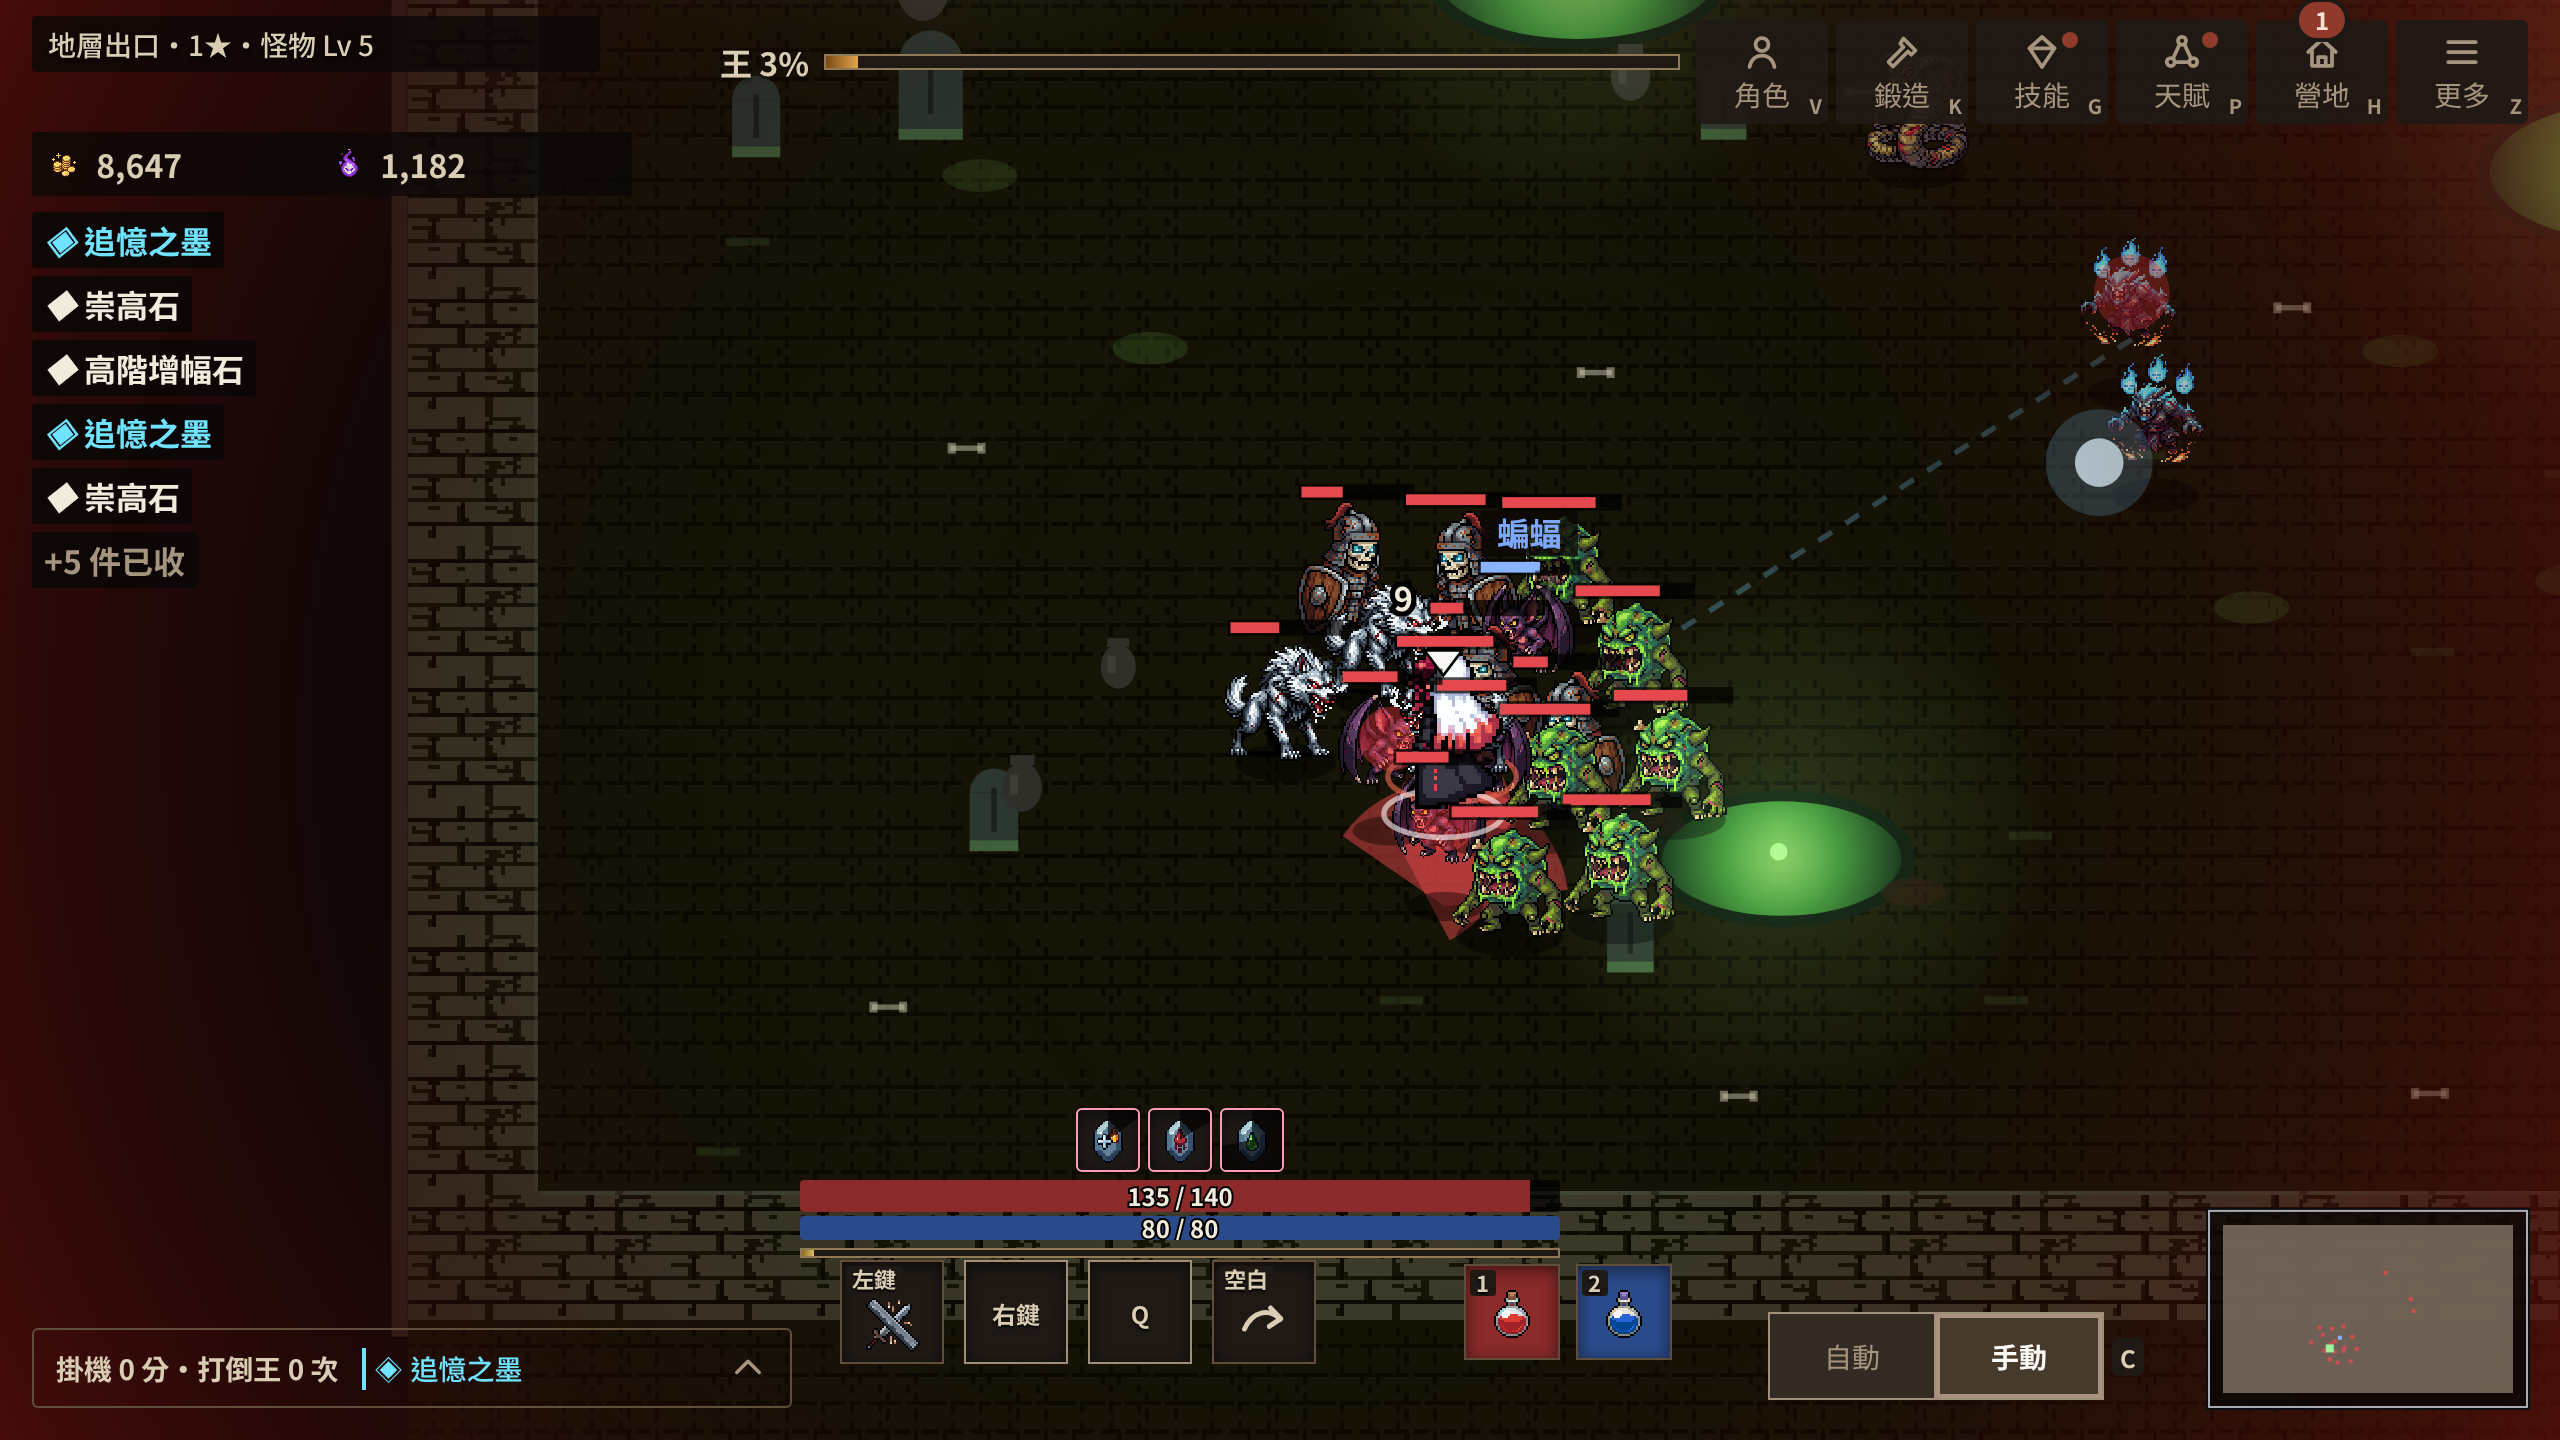 地層出口・1★・怪物 Lv 5
王 3%
1
角色 V
鍛造 K
技能 G
天賦 P
營地 H
更多 Z
8,647
1,182
追憶之墨
崇高石
高階增幅石
追憶之墨
崇高石
+5 件已收
蝙蝠
9
135 / 140
80 / 80
左鍵
右鍵
Q
空白
1
2
掛機 0 分・打倒王 0 次
追憶之墨
自動
手動
C